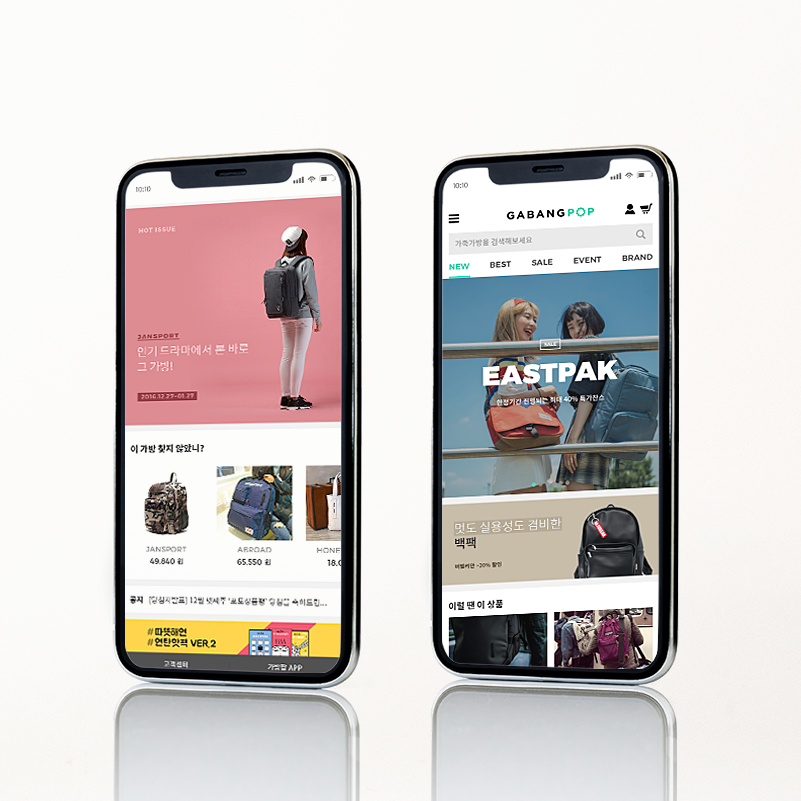 10:10
HOT ISSUE
JANSPORT
인기 드라마에서 본 바로
그 가방!
2016.12.27~01.27
이 가방 찾지 않았니?
JANSPORT
49,840 원
ABROAD
65,550 원
HONE
18,0
공지 [당첨자발표] 12월 넷째주 '포토상품평' 당첨을 축하드립...
#따뜻해연
#연탄앗백 VER.2
고객센터
가방팝 APP
10:10
GABANGPOP
가죽가방을 검색해보세요
NEW
BEST
SALE
EVENT
BRAND
SALE
EASTPAK
한정기간 진행되는 최대 40% 특가찬스
멋도 실용성도 겸비한
백팩
~20% 할인
이럴 땐 이 상품